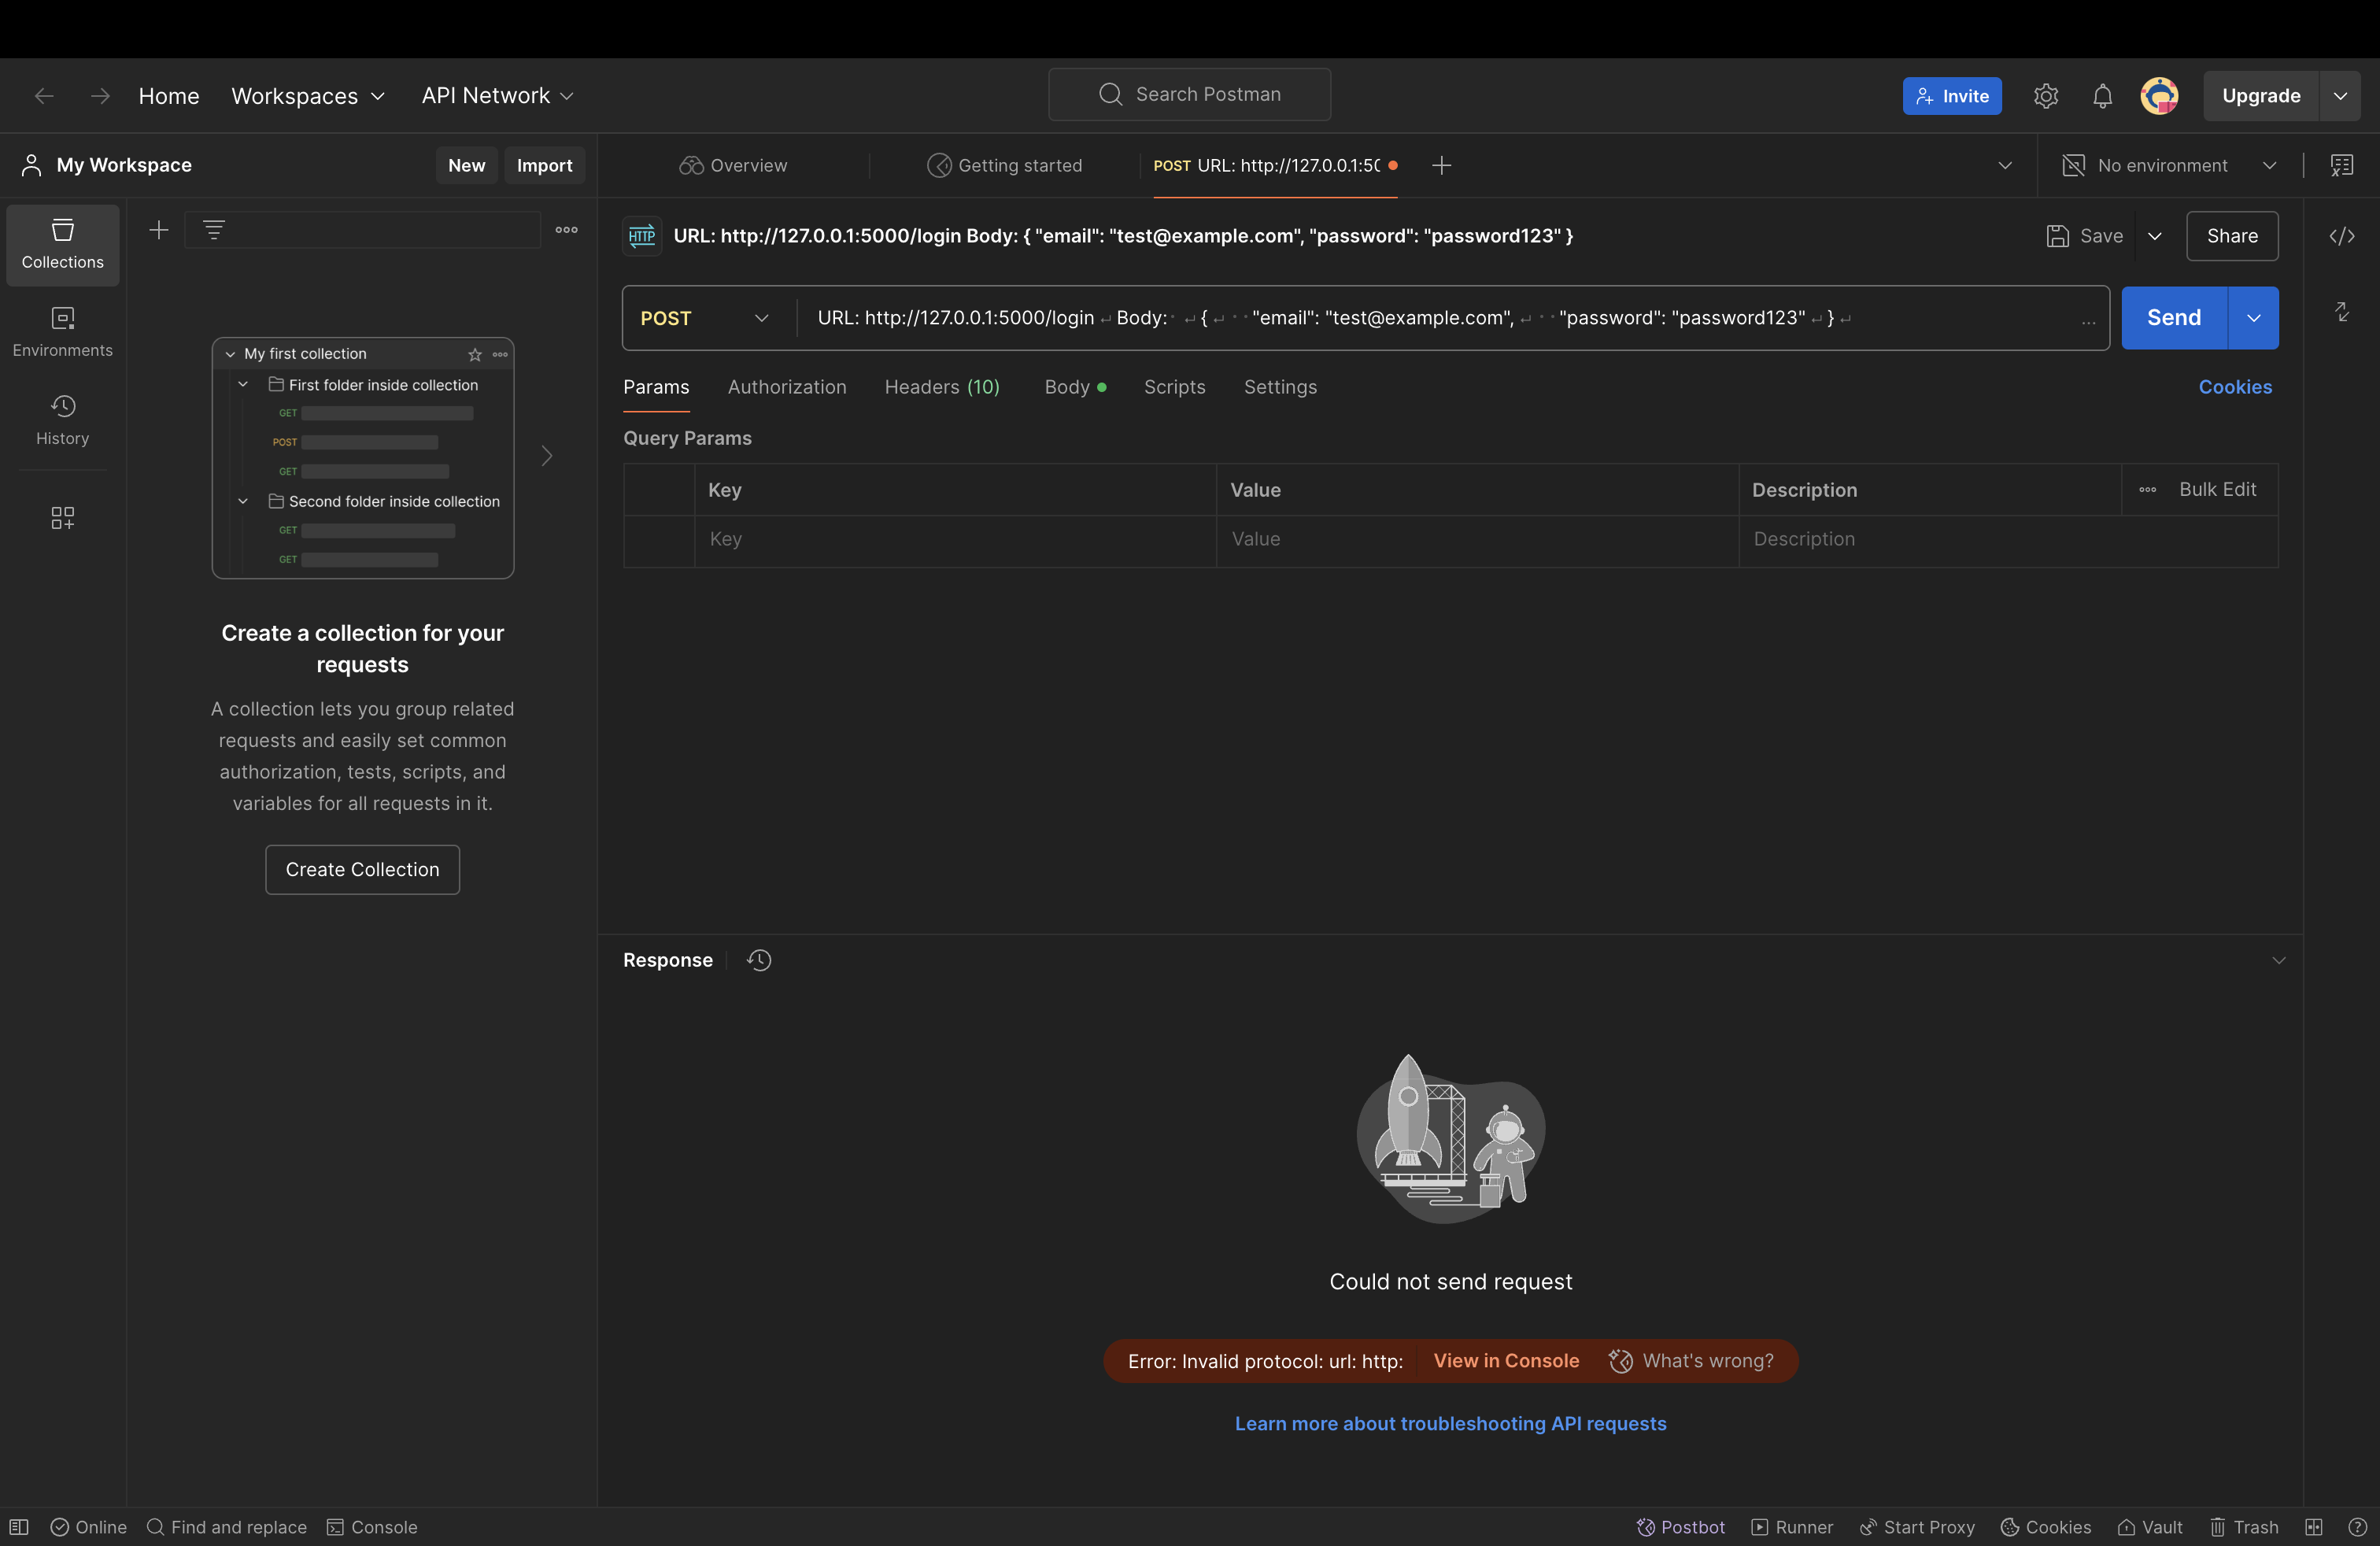 Home Workspaces API Network Search Postman Invite Upgrade
My Workspace New Import Overview Getting started POST URL: http://127.0.0.1:50 No environment
Collections
Environments
History
My first collection
First folder inside collection
GET
POST
GET
Second folder inside collection
GET
GET
Create a collection for your
requests
A collection lets you group related
requests and easily set common
authorization, tests, scripts, and
variables for all requests in it.
Create Collection
HTTP URL: http://127.0.0.1:5000/login Body: { "email": "test@example.com", "password": "password123" } Save Share
POST URL: http://127.0.0.1:5000/login ↵ Body:· ↵ { ↵ ··"email": "test@example.com", ↵ ··"password": "password123" ↵ } ↵ ... Send
Params Authorization Headers (10) Body Scripts Settings Cookies
Query Params
Key Value Description Bulk Edit
Key Value Description
Response
Could not send request
Error: Invalid protocol: url: http: View in Console What's wrong?
Learn more about troubleshooting API requests
Online Find and replace Console Postbot Runner Start Proxy Cookies Vault Trash